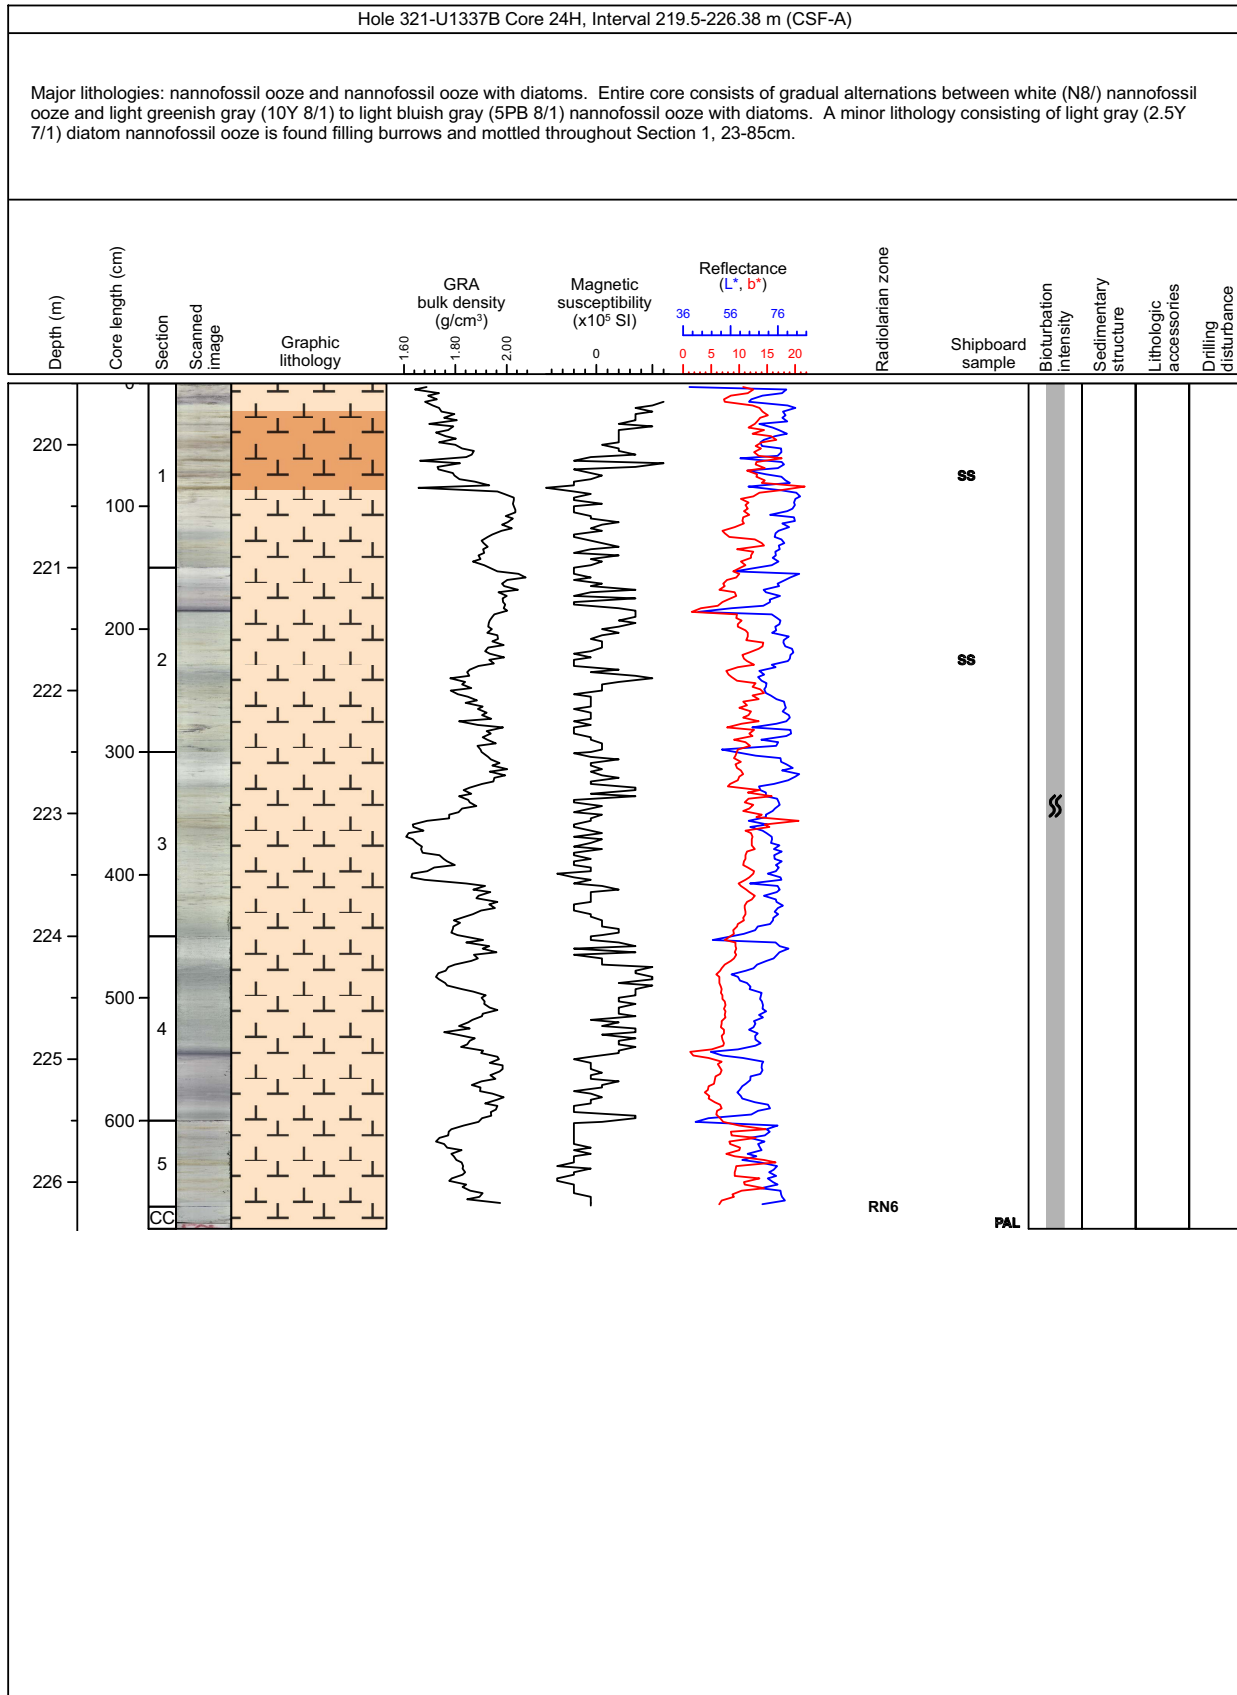 Hole 321-U1337B Core 24H, Interval 219.5-226.38 m (CSF-A)
Major lithologies: nannofossil ooze and nannofossil ooze with diatoms. Entire core consists of gradual alternations between white (N8/) nannofossil
ooze and light greenish gray (10Y 8/1) to light bluish gray (5PB 8/1) nannofossil ooze with diatoms. A minor lithology consisting of light gray (2.5Y
7/1) diatom nannofossil ooze is found filling burrows and mottled throughout Section 1, 23-85cm.
Depth (m)
Core length (cm)
Section
Scanned
image
Graphic
lithology
GRA
bulk density
(g/cm³)
1.60 1.80 2.00
Magnetic
susceptibility
(x10⁵ SI)
0
Reflectance
(L*, b*)
36 56 76
0 5 10 15 20
Radiolarian zone
Shipboard
sample
Bioturbation
intensity
Sedimentary
structure
Lithologic
accessories
Drilling
disturbance
0
220
1
SS
100
221
200
2
SS
222
300
223
3
400
224
500
4
225
600
5
226
RN6
CC
PAL